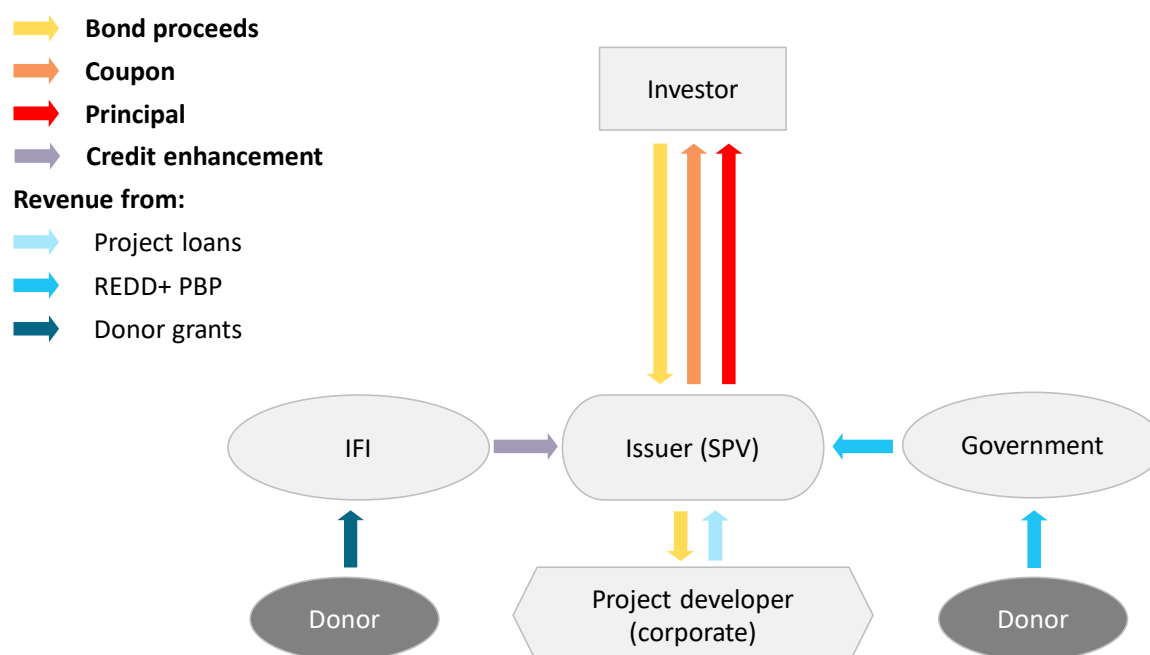 Bond proceeds
Coupon
Principal
Credit enhancement
Revenue from:
Project loans
REDD+ PBP
Donor grants
Investor
IFI
Issuer (SPV)
Government
Donor
Project developer
(corporate)
Donor